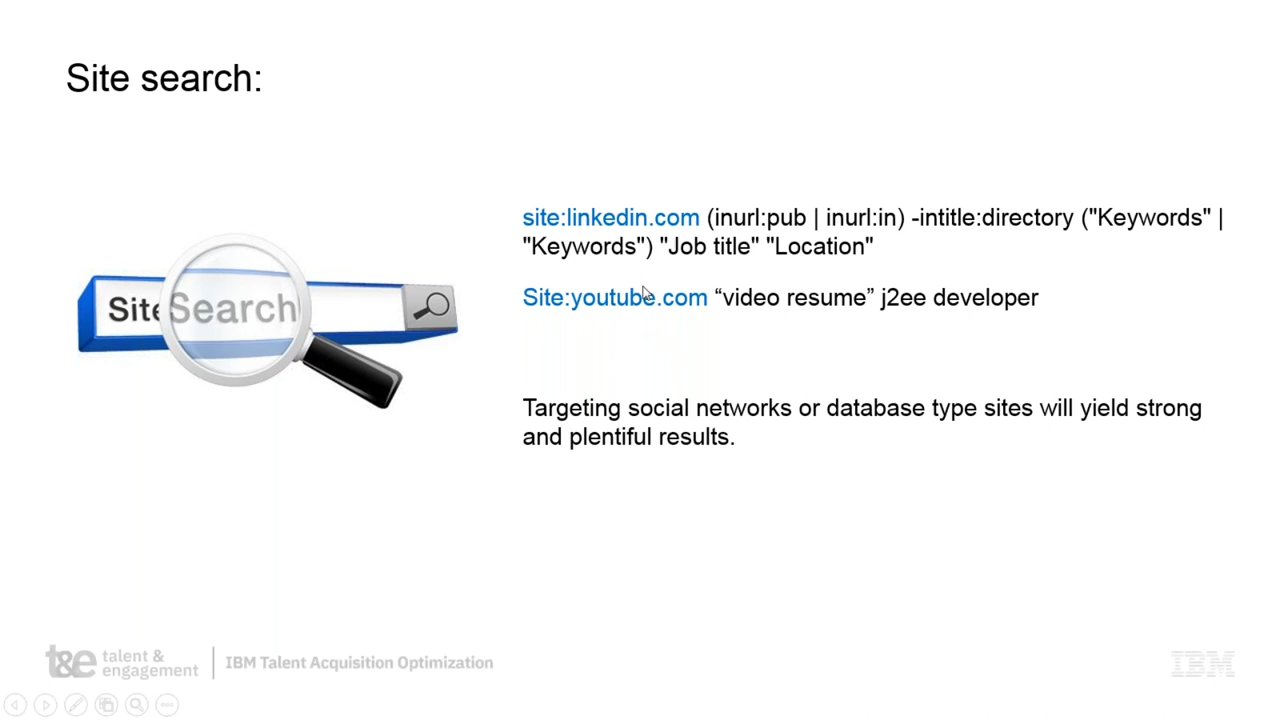 Site search:
site:linkedin.com (inurl:pub | inurl:in) -intitle:directory ("Keywords" |
"Keywords") "Job title" "Location"
Site:youtube.com “video resume” j2ee developer
Site Search
Targeting social networks or database type sites will yield strong
and plentiful results.
t&e talent & engagement | IBM Talent Acquisition Optimization
IBM